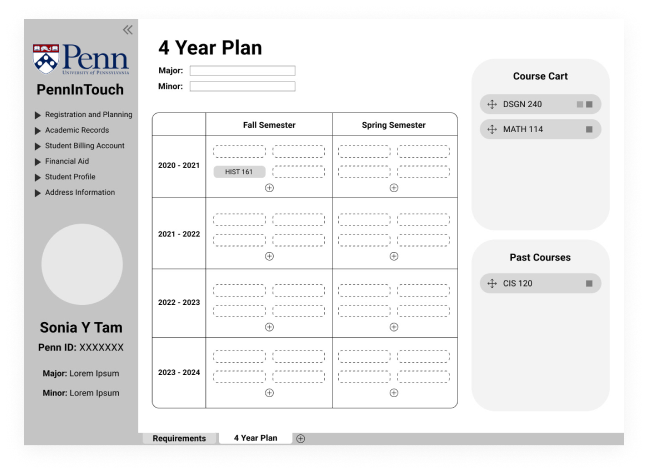 Penn
UNIVERSITY of PENNSYLVANIA
PennInTouch
Registration and Planning
Academic Records
Student Billing Account
Financial Aid
Student Profile
Address Information
Sonia Y Tam
Penn ID: XXXXXXX
Major: Lorem Ipsum
Minor: Lorem Ipsum
4 Year Plan
Major:
Minor:
Fall Semester
Spring Semester
2020 - 2021
HIST 161
2021 - 2022
2022 - 2023
2023 - 2024
Course Cart
DSGN 240
MATH 114
Past Courses
CIS 120
Requirements
4 Year Plan